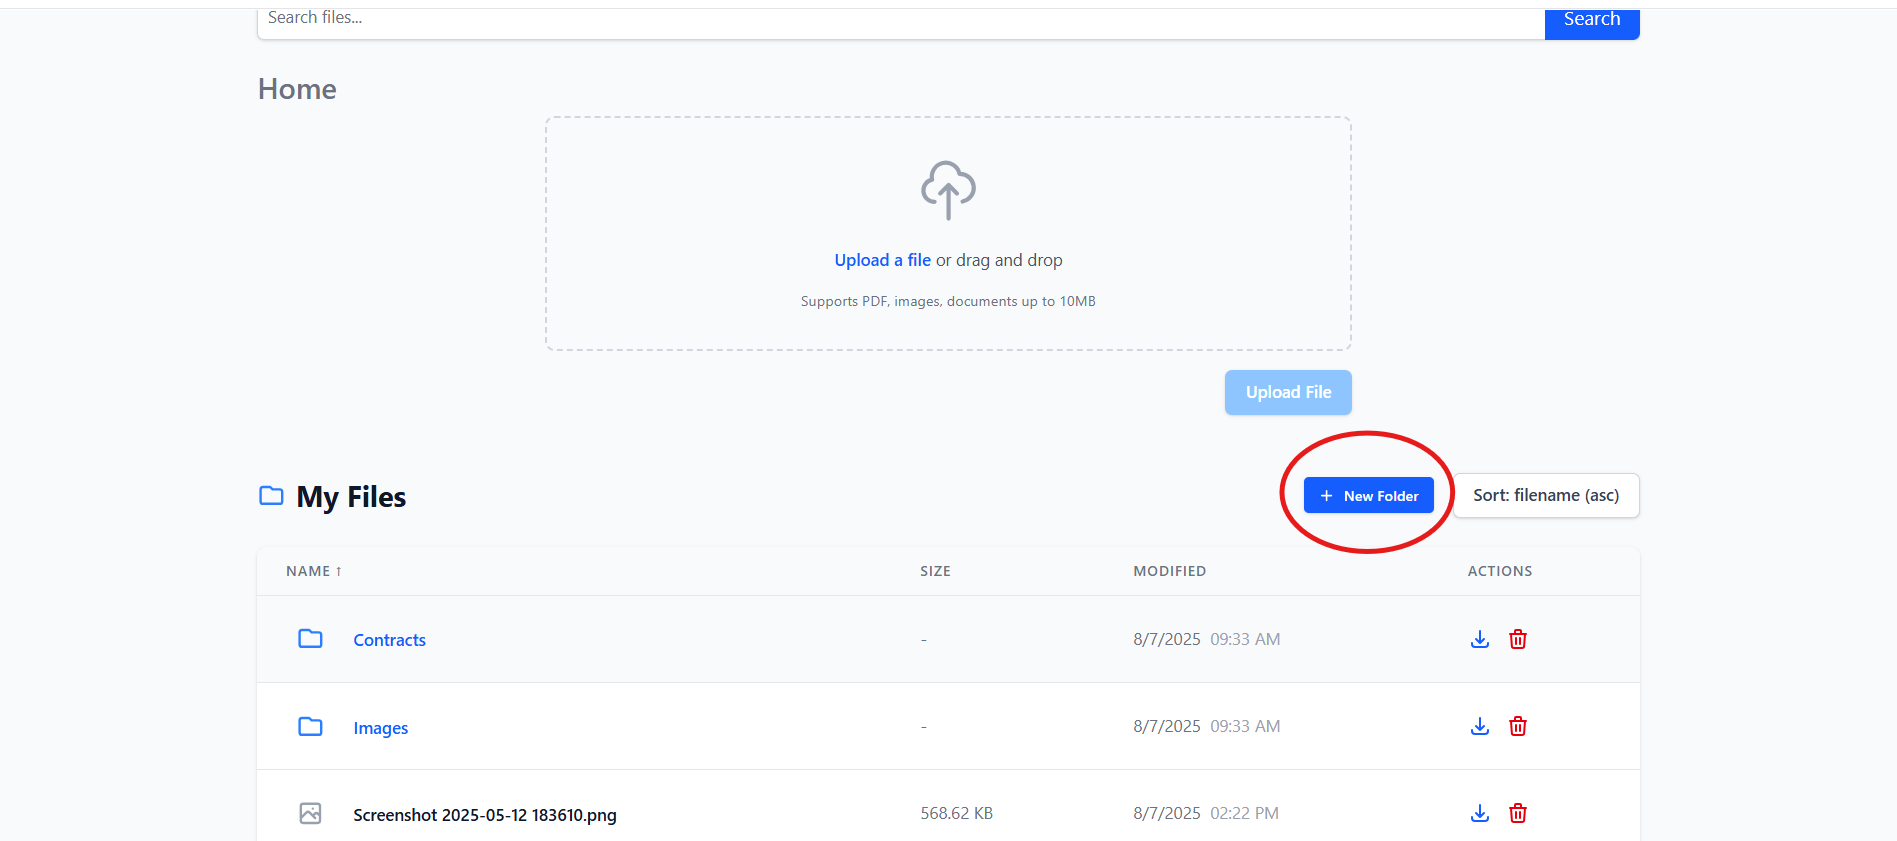 Search files...
Search
Home
Upload a file or drag and drop
Supports PDF, images, documents up to 10MB
Upload File
My Files
+ New Folder
Sort: filename (asc)
NAME ↑ SIZE MODIFIED ACTIONS
Contracts - 8/7/2025 09:33 AM
Images - 8/7/2025 09:33 AM
Screenshot 2025-05-12 183610.png 568.62 KB 8/7/2025 02:22 PM